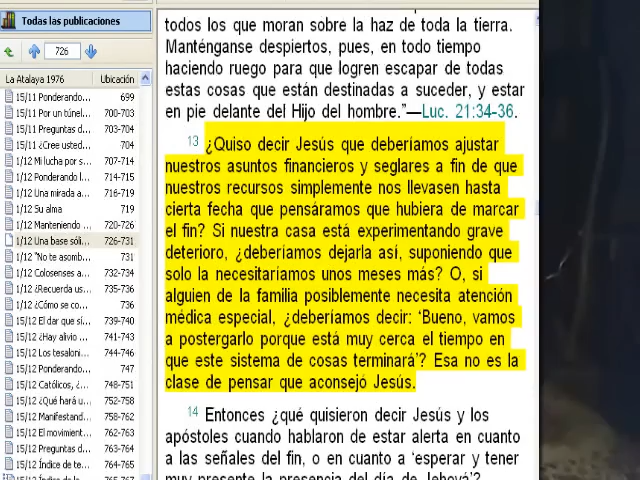 Todas las publicaciones
726
La Atalaya 1976 Ubicación
15/11 Ponderando... 699
15/11 Por un túnel... 700-703
15/11 Preguntas d... 703-704
15/11 ¿Cree usted... 704
1/12 Mi lucha por s... 707-714
1/12 Ponderando l... 714-715
1/12 Una mirada a... 716-719
1/12 Su alma 719
1/12 Manteniendo ... 720-726
1/12 Una base sóli... 726-731
1/12 "No te asomb... 731
1/12 Colosenses a... 732-734
1/12 ¿Recuerda us... 735-736
1/12 ¿Cómo se co... 736
15/12 El dar que sí... 739-740
15/12 ¿Hay alivio ... 741-743
15/12 Los tesaloni... 744-746
15/12 Ponderando... 747
15/12 Católicos, ¿... 748-751
15/12 ¿Qué hará u... 752-758
15/12 Manifestand... 758-762
15/12 El movimient... 762-763
15/12 Preguntas d... 763-764
15/12 Índice de te... 764-765
todos los que moran sobre la haz de toda la tierra.
Manténganse despiertos, pues, en todo tiempo
haciendo ruego para que logren escapar de todas
estas cosas que están destinadas a suceder, y estar
en pie delante del Hijo del hombre.”—Luc. 21:34-36.
13 ¿Quiso decir Jesús que deberíamos ajustar
nuestros asuntos financieros y seglares a fin de que
nuestros recursos simplemente nos llevasen hasta
cierta fecha que pensáramos que hubiera de marcar
el fin? Si nuestra casa está experimentando grave
deterioro, ¿deberíamos dejarla así, suponiendo que
solo la necesitaríamos unos meses más? O, si
alguien de la familia posiblemente necesita atención
médica especial, ¿deberíamos decir: ‘Bueno, vamos
a postergarlo porque está muy cerca el tiempo en
que este sistema de cosas terminará’? Esa no es la
clase de pensar que aconsejó Jesús.
14 Entonces ¿qué quisieron decir Jesús y los
apóstoles cuando hablaron de estar alerta en cuanto
a las señales del fin, o en cuanto a ‘esperar y tener
muy presente la presencia del día de Jehová’?